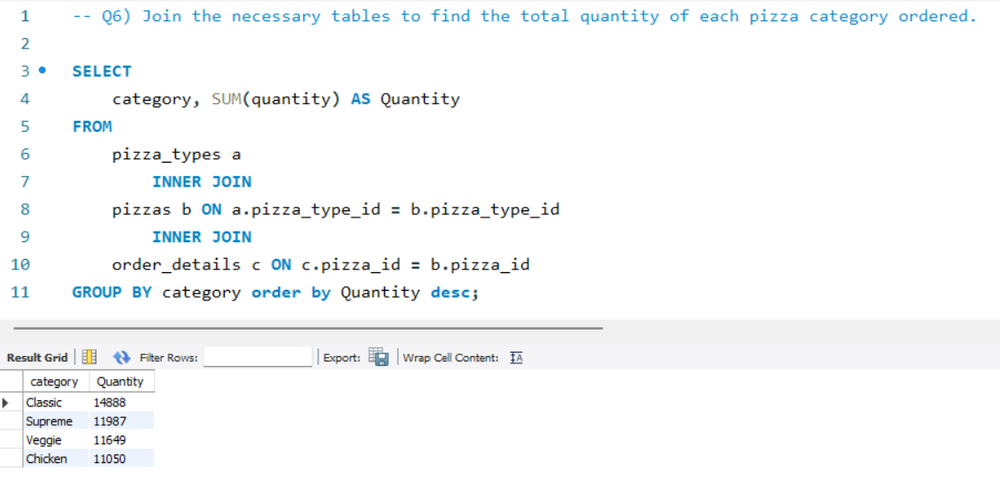 1 -- Q6) Join the necessary tables to find the total quantity of each pizza category ordered.
2
3 SELECT
4 category, SUM(quantity) AS Quantity
5 FROM
6 pizza_types a
7 INNER JOIN
8 pizzas b ON a.pizza_type_id = b.pizza_type_id
9 INNER JOIN
10 order_details c ON c.pizza_id = b.pizza_id
11 GROUP BY category order by Quantity desc;
Result Grid Filter Rows: Export: Wrap Cell Content: IA
category Quantity
Classic 14888
Supreme 11987
Veggie 11649
Chicken 11050